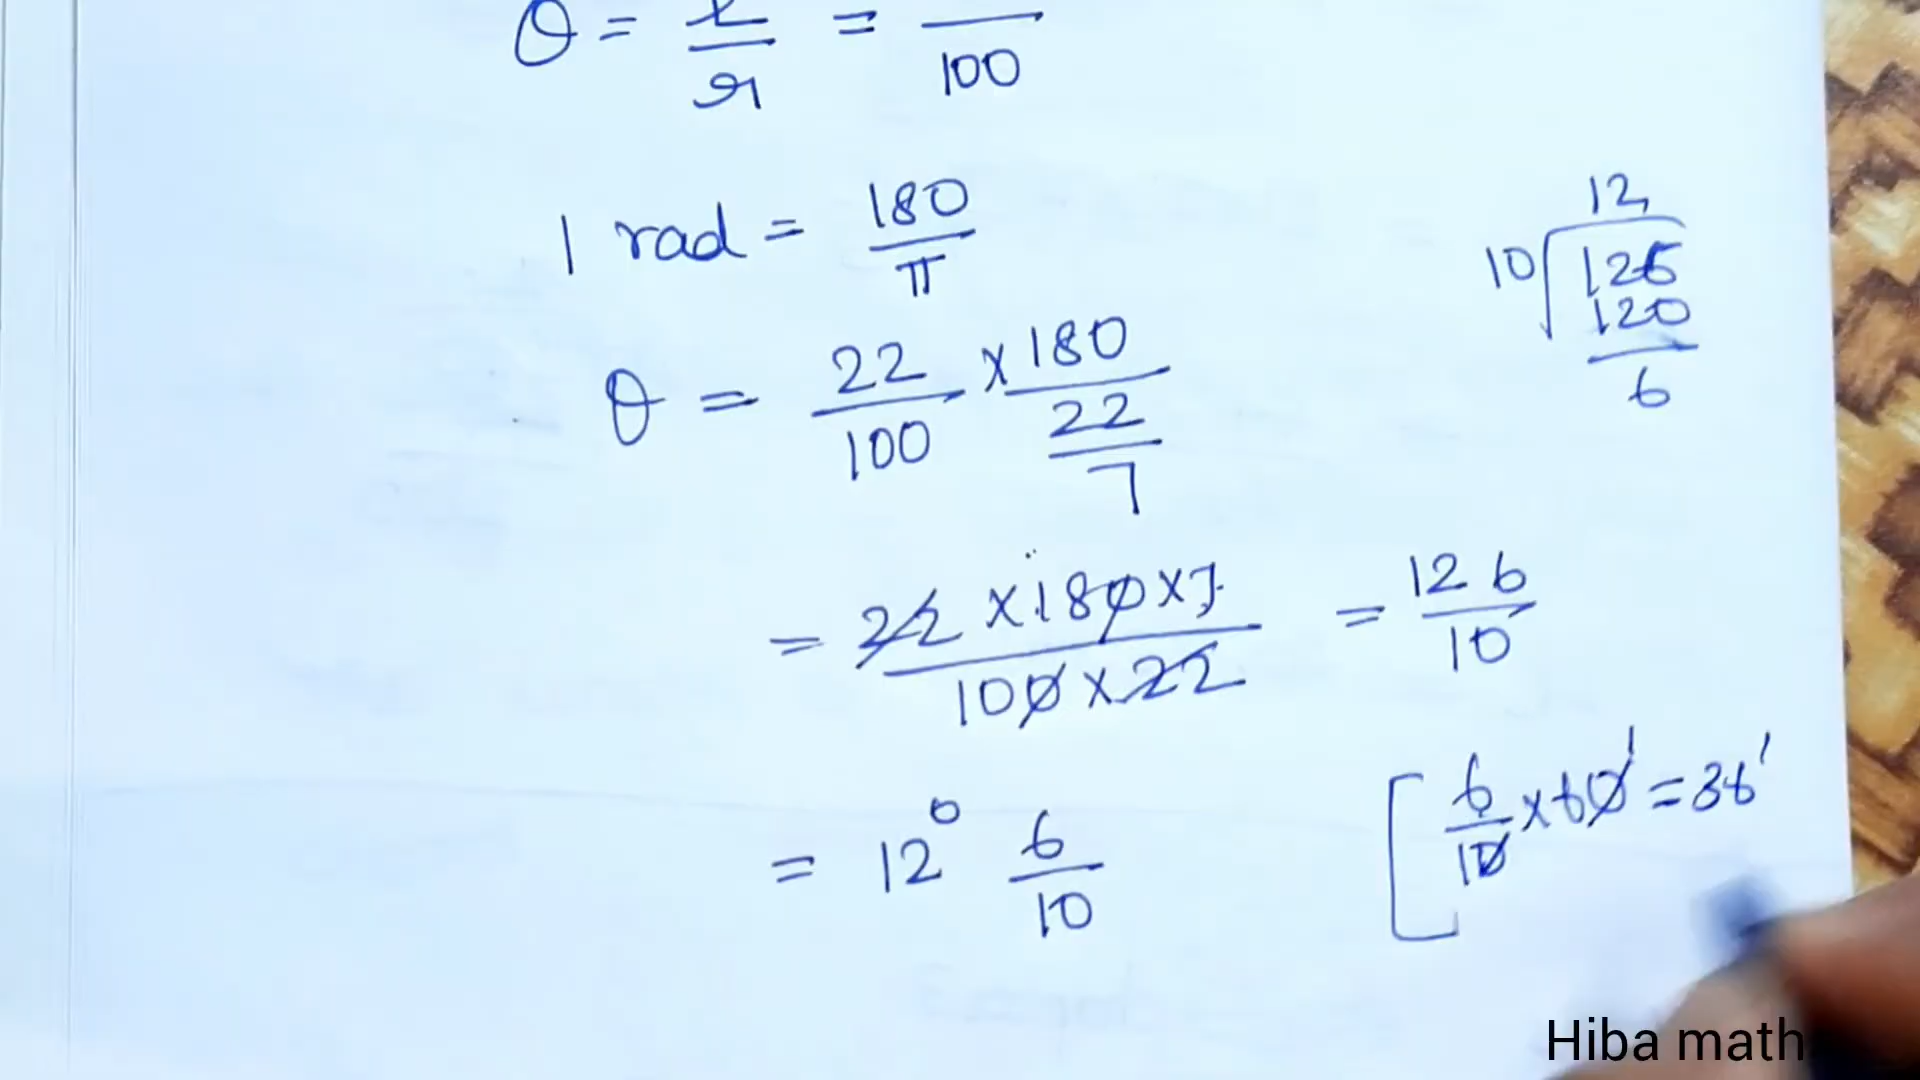 θ = l/r = /100
1 rad = 180/π
θ = 22/100 × 180/(22/7)
12
10 126
120
6
= 22 × 180 × 7 / 100 × 22 = 126/10
= 12° 6/10
[ 6/10 × 60' = 36'
Hiba math